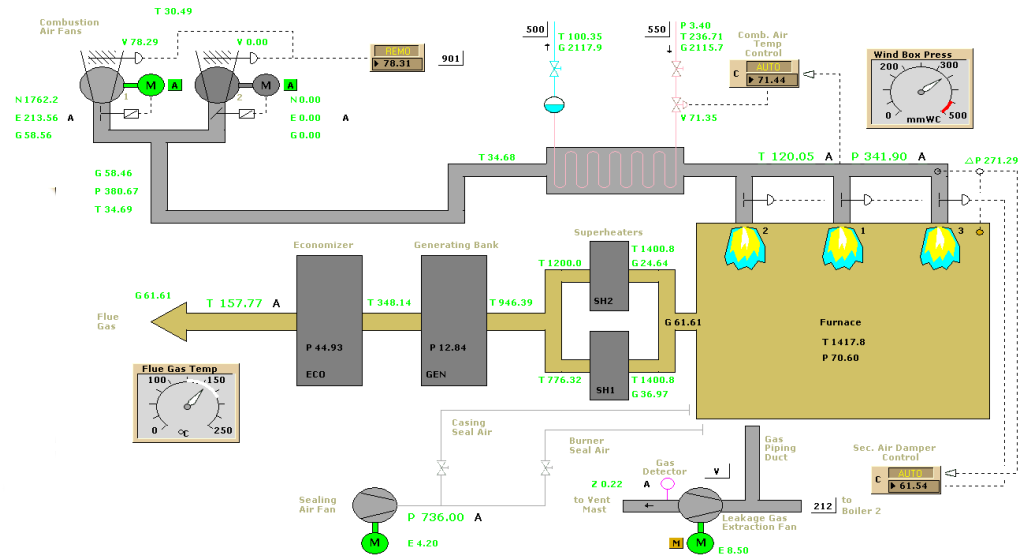 T 30.49
Combustion
Air Fans
V 78.29
V 0.00
REMO
78.31
901
M
A
M
A
1
2
N 1762.2
E 213.56 A
G 58.56
N 0.00
E 0.00 A
G 0.00
G 58.46
P 380.67
T 34.69
500
T 100.35
G 2117.9
550
P 3.40
T 236.71
G 2115.7
Comb. Air
Temp
Control
AUTO
C 71.44
V 71.35
Wind Box Press
200 300
0 500
mmWC
T 34.68
T 120.05 A P 341.90 A
△P 271.29
2 1 3
Economizer
Generating Bank
Superheaters
T 1400.8
G 24.64
T 1200.0
SH2
G 61.61
T 157.77 A
T 348.14
T 946.39
G 61.61
Flue
Gas
P 44.93
ECO
P 12.84
GEN
SH1
T 776.32
T 1400.8
G 36.97
Furnace
T 1417.8
P 70.60
Flue Gas Temp
100 150
0 °C 250
Casing
Seal Air
Burner
Seal Air
Gas
Piping
Duct
Sec. Air Damper
Control
AUTO
C 61.54
Gas
Detector
V
Z 0.22 A
Sealing
Air Fan
P 736.00 A
M
E 4.20
to Vent
Mast
Leakage Gas
Extraction Fan
212
to
Boiler 2
M
M
E 8.50